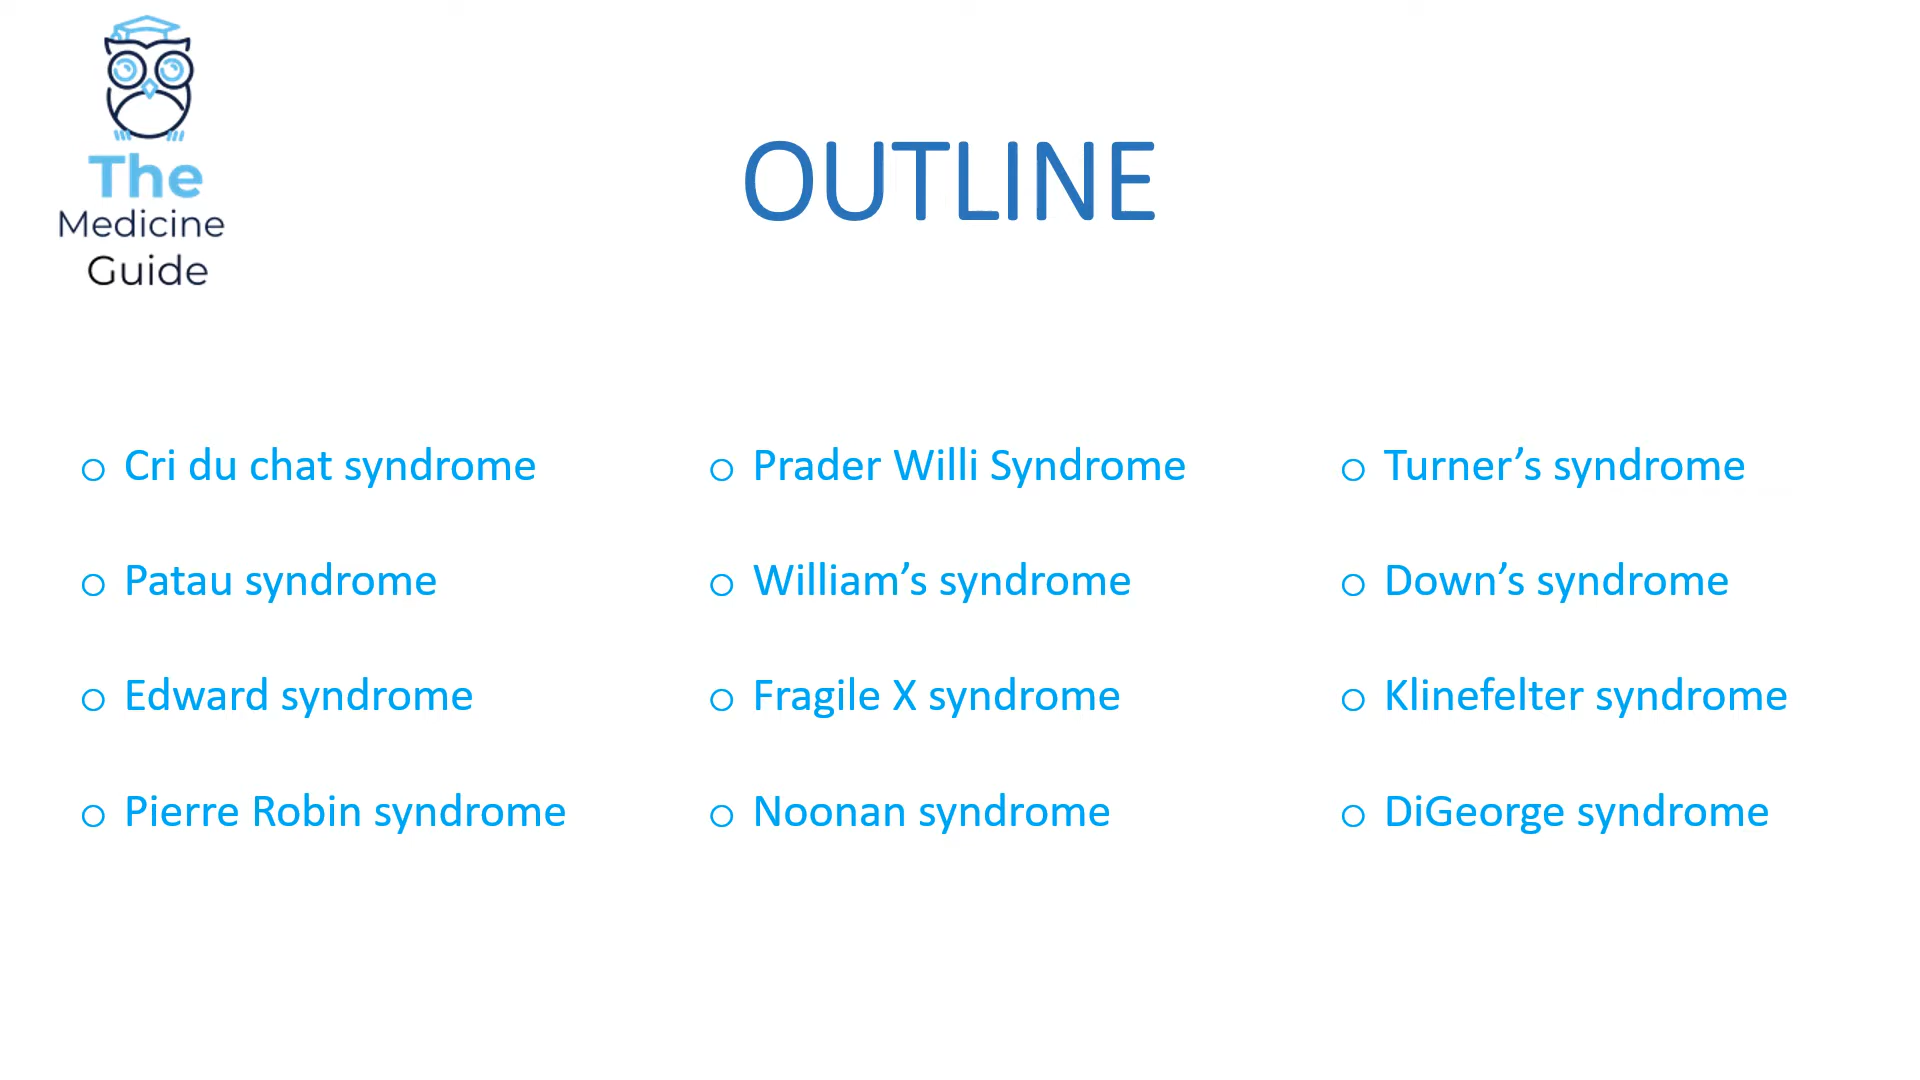 The
Medicine
Guide
OUTLINE
o Cri du chat syndrome
o Patau syndrome
o Edward syndrome
o Pierre Robin syndrome
o Prader Willi Syndrome
o William’s syndrome
o Fragile X syndrome
o Noonan syndrome
o Turner’s syndrome
o Down’s syndrome
o Klinefelter syndrome
o DiGeorge syndrome